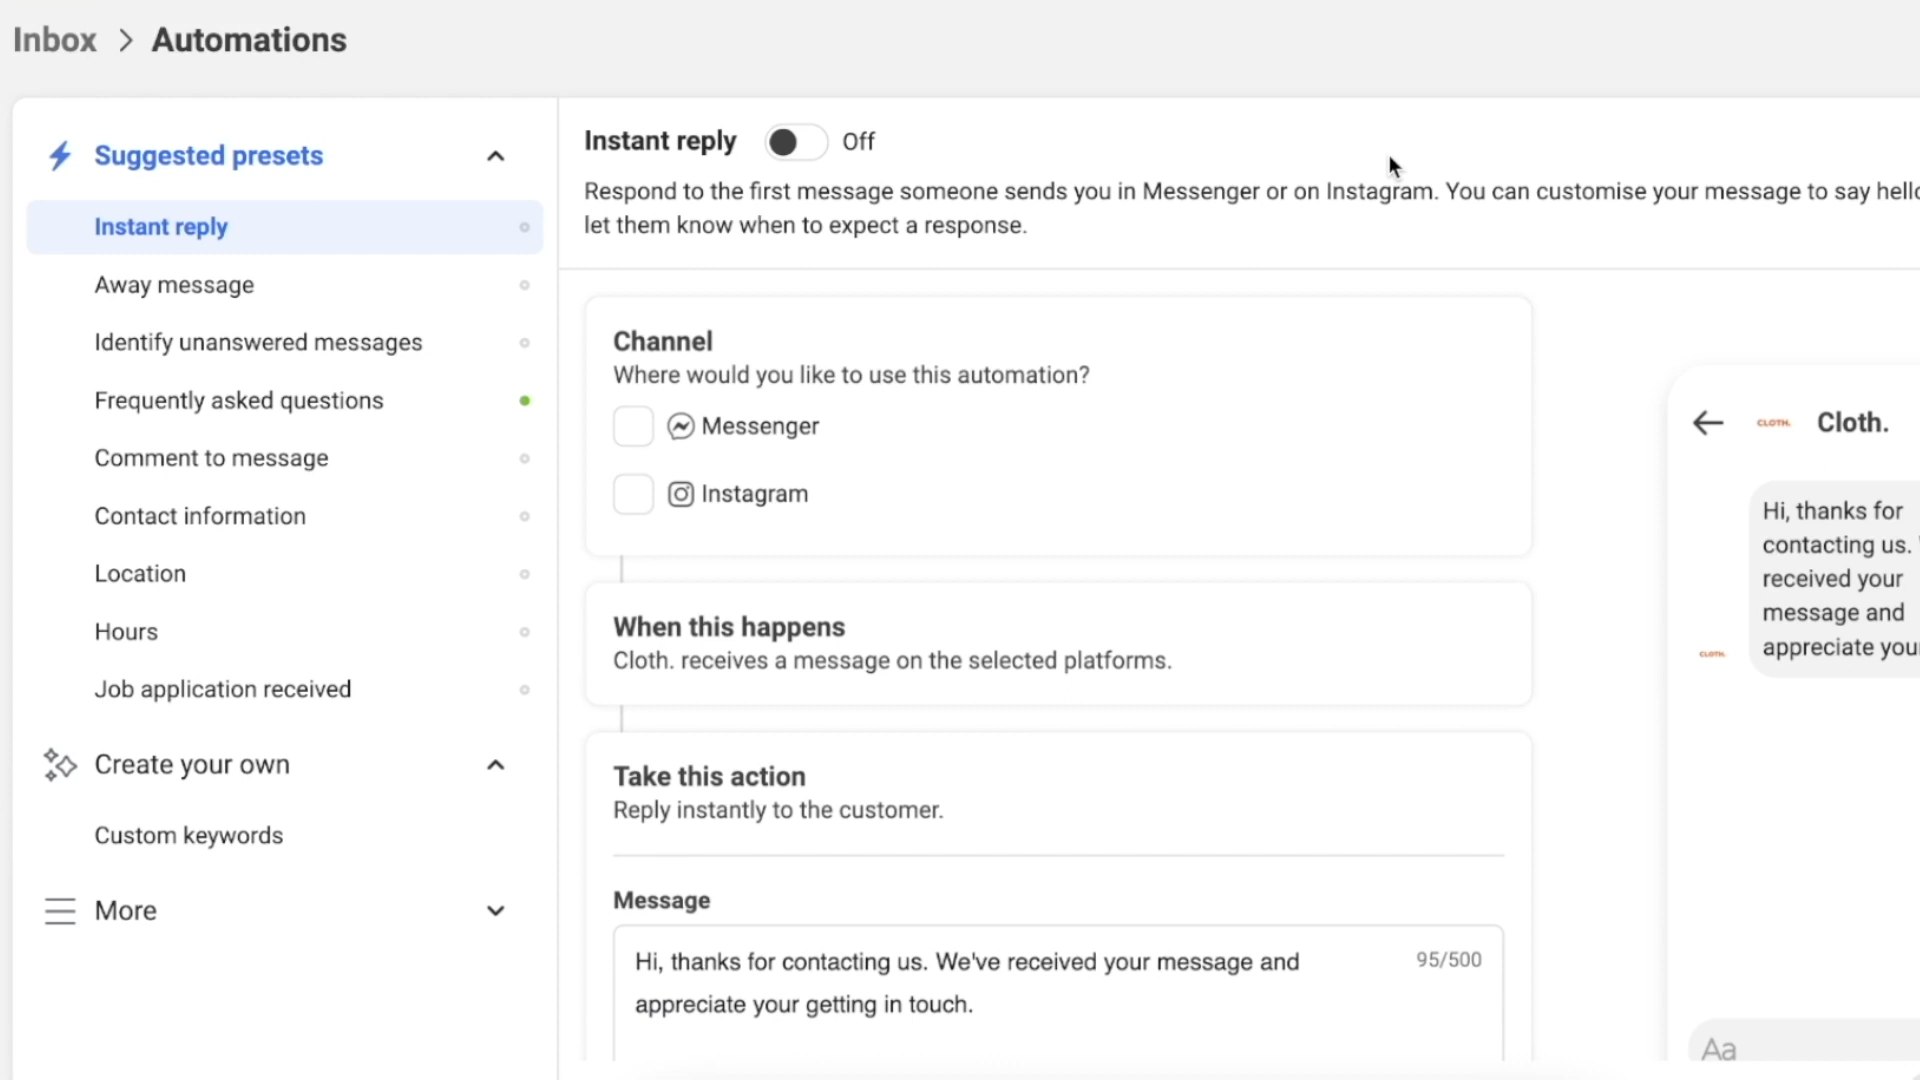 Inbox > Automations
Suggested presets
Instant reply
Away message
Identify unanswered messages
Frequently asked questions
Comment to message
Contact information
Location
Hours
Job application received
Create your own
Custom keywords
More
Instant reply Off
Respond to the first message someone sends you in Messenger or on Instagram. You can customise your message to say hello
let them know when to expect a response.
Channel
Where would you like to use this automation?
Messenger
Instagram
When this happens
Cloth. receives a message on the selected platforms.
Take this action
Reply instantly to the customer.
Message
Hi, thanks for contacting us. We've received your message and
appreciate your getting in touch.
95/500
CLOTH. Cloth.
Hi, thanks for
contacting us.
received your
message and
appreciate your
CLOTH.
Aa